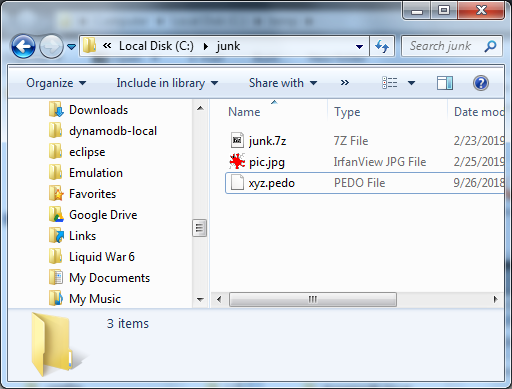 Local Disk (C:) junk
Search junk
Organize Include in library Share with »
Name Type Date mod
Downloads
dynamodb-local
eclipse
Emulation
Favorites
Google Drive
Links
Liquid War 6
My Documents
My Music
junk.7z 7Z File 2/23/2019
pic.jpg IrfanView JPG File 2/25/2019
xyz.pedo PEDO File 9/26/2018
3 items